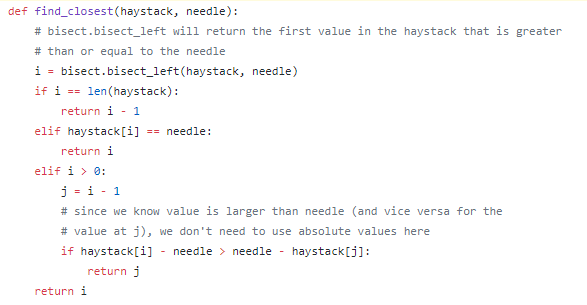 def find_closest(haystack, needle):
    # bisect.bisect_left will return the first value in the haystack that is greater
    # than or equal to the needle
    i = bisect.bisect_left(haystack, needle)
    if i == len(haystack):
        return i - 1
    elif haystack[i] == needle:
        return i
    elif i > 0:
        j = i - 1
        # since we know value is larger than needle (and vice versa for the
        # value at j), we don't need to use absolute values here
        if haystack[i] - needle > needle - haystack[j]:
            return j
    return i